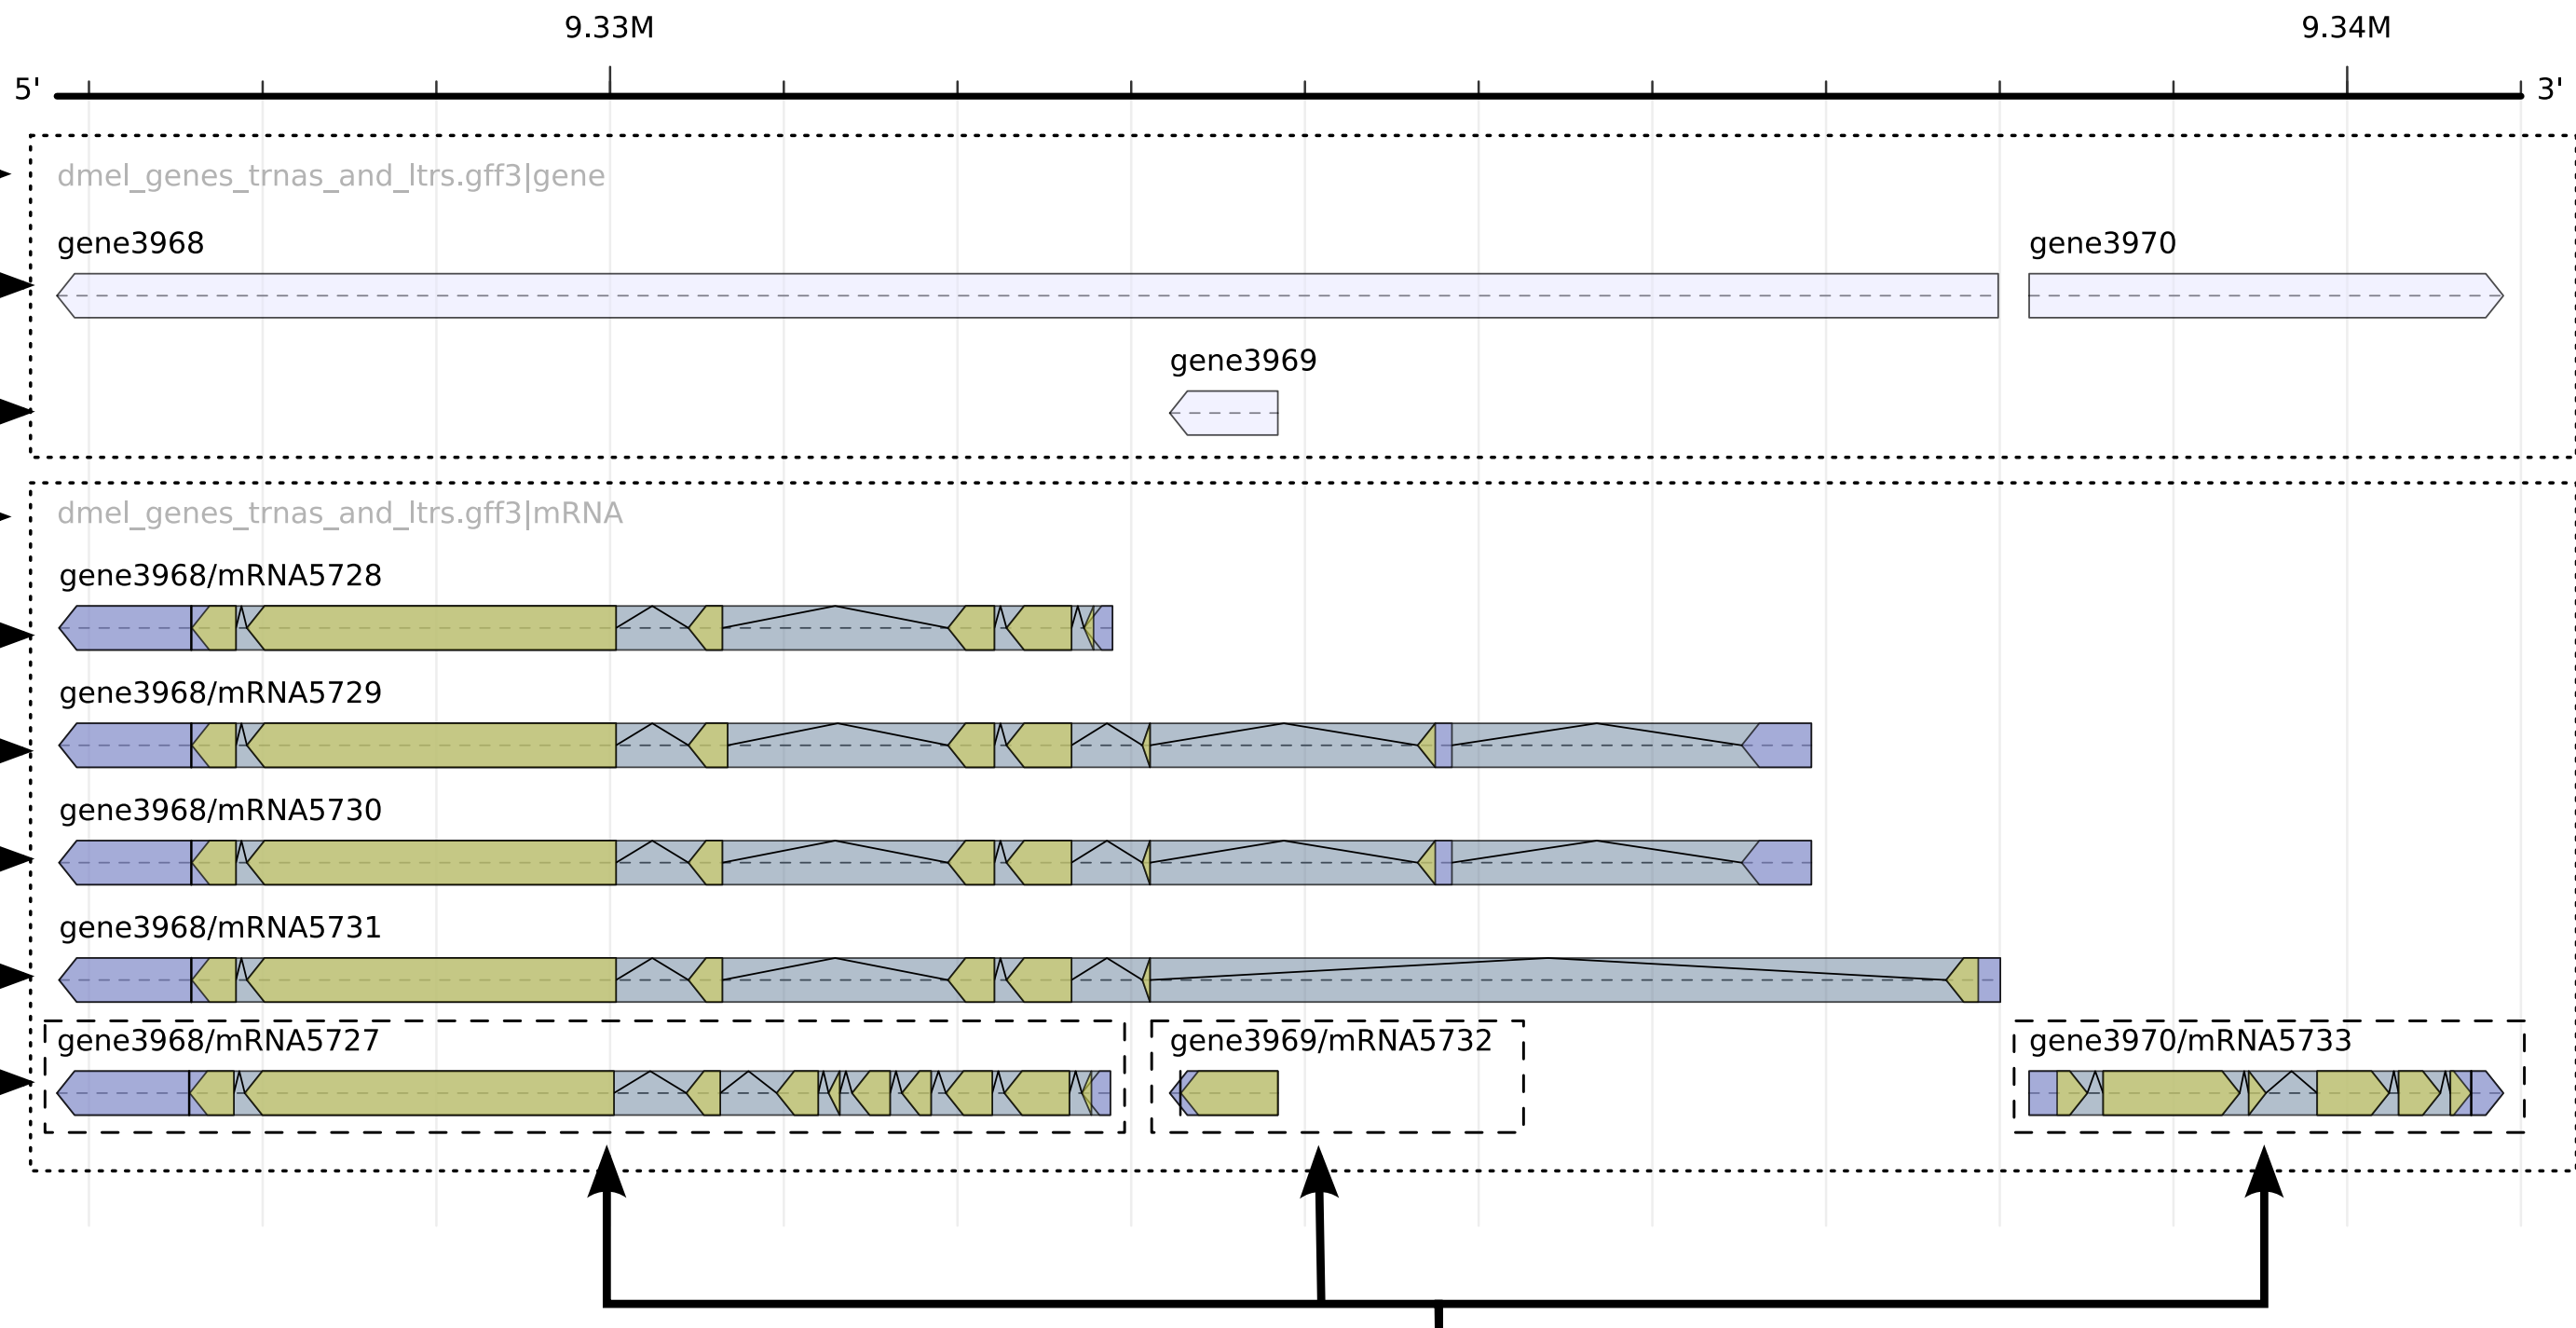 9.33M 9.34M
5' 3'
dmel_genes_trnas_and_ltrs.gff3|gene
gene3968 gene3970
gene3969
dmel_genes_trnas_and_ltrs.gff3|mRNA
gene3968/mRNA5728
gene3968/mRNA5729
gene3968/mRNA5730
gene3968/mRNA5731
gene3968/mRNA5727 gene3969/mRNA5732 gene3970/mRNA5733